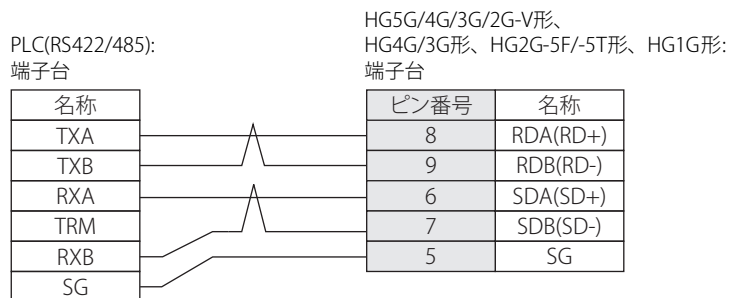 PLC(RS422/485):
端子台
HG5G/4G/3G/2G-V形、
HG4G/3G形、HG2G-5F/-5T形、HG1G形:
端子台
名称 ピン番号 名称
TXA 8 RDA(RD+)
TXB 9 RDB(RD-)
RXA 6 SDA(SD+)
TRM 7 SDB(SD-)
RXB 5 SG
SG